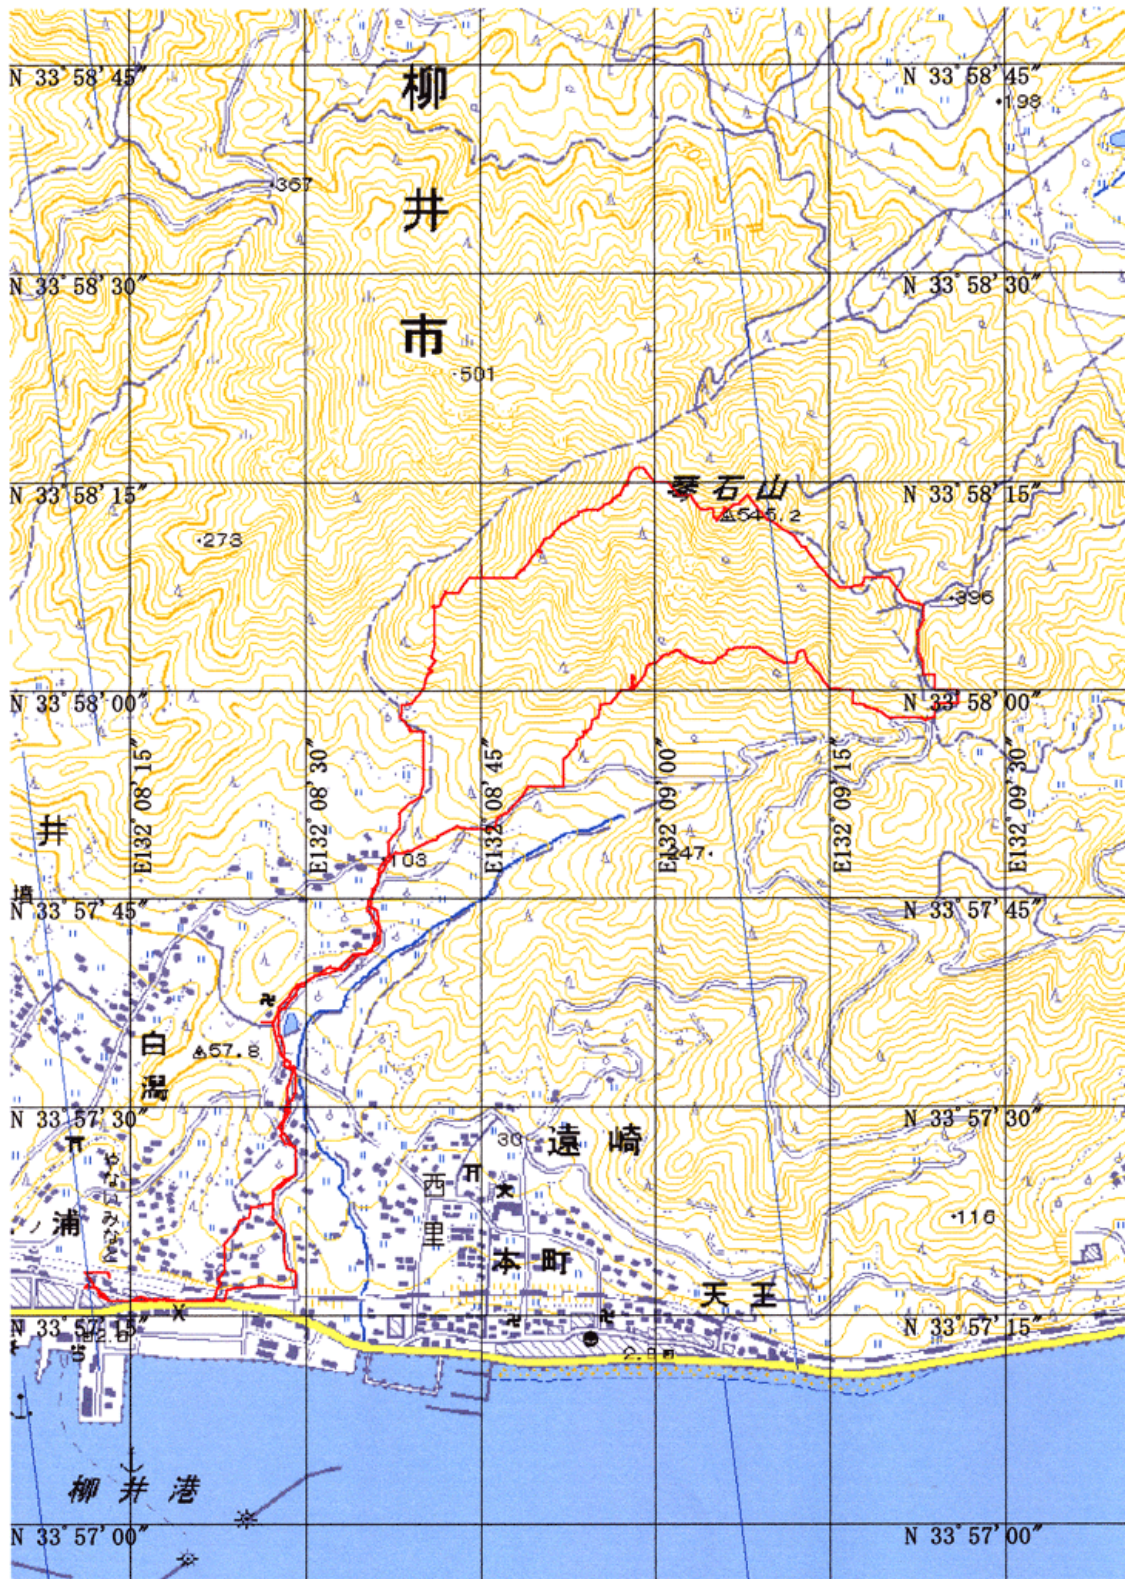 N 33°58'45"
N 33°58'45"
柳井市
198
367
N 33°58'30"
N 33°58'30"
501
N 33°58'15"
琴石山
N 33°58'15"
545.2
273
396
N 33°58'00"
N 33°58'00"
E132°08'15"
E132°08'30"
E132°08'45"
E132°09'00"
E132°09'15"
E132°09'30"
井
103
247
墳
N 33°57'45"
N 33°57'45"
白潟
57.8
N 33°57'30"
N 33°57'30"
30
遠崎
やないみなと
西里
浦
116
本町
天王
N 33°57'15"
N 33°57'15"
柳井港
N 33°57'00"
N 33°57'00"